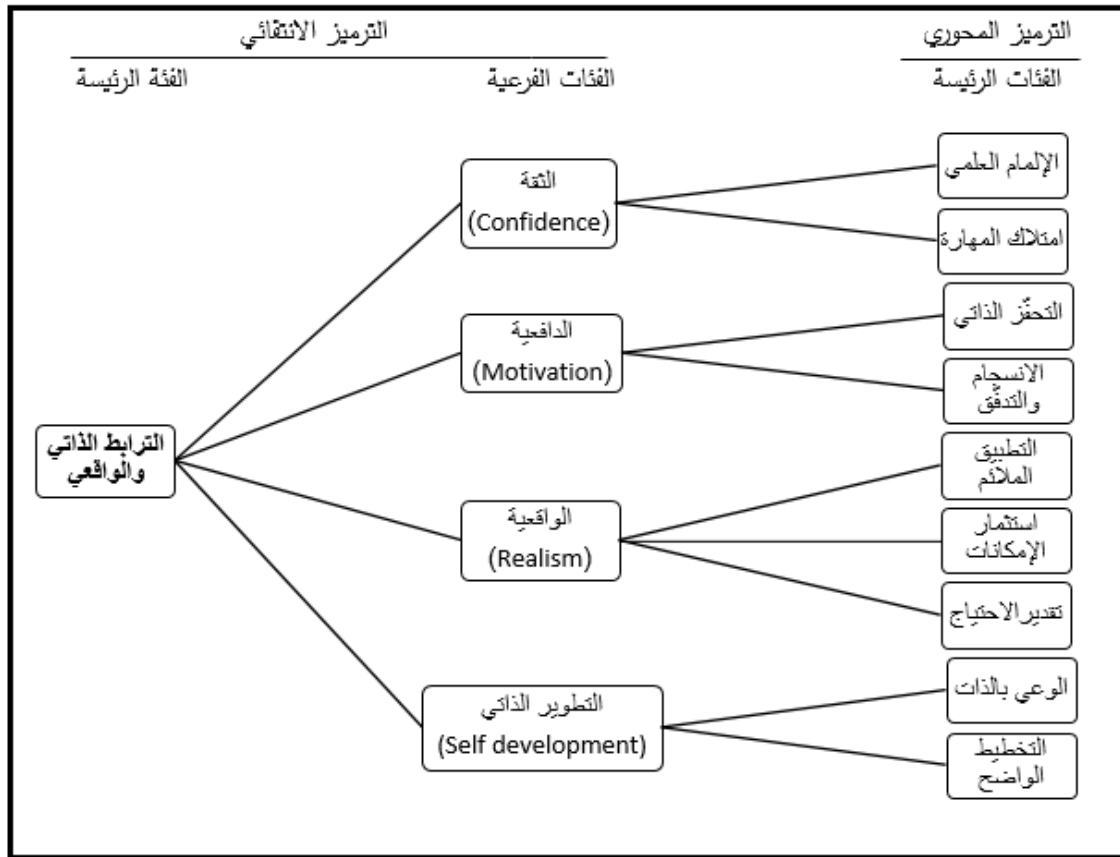 الترميز المحوري
الترميز الانتقائي
الفئات الرئيسة
الفئات الفرعية
الفئة الرئيسة
الإلمام العلمي
امتلاك المهارة
التحفّز الذاتي
الانسجام
والتدفّق
التطبيق
الملائم
استثمار
الإمكانات
تقدير الاحتياج
الوعي بالذات
التخطيط
الواضح
الثقة
(Confidence)
الدافعية
(Motivation)
الواقعية
(Realism)
التطوير الذاتي
(Self development)
الترابط الذاتي
والواقعي